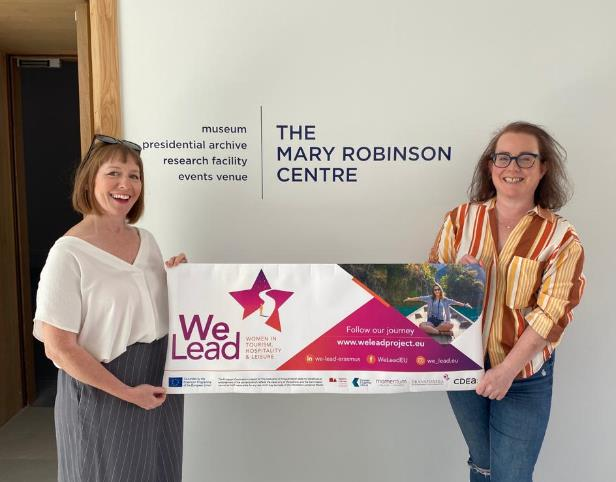 museum
presidential archive
research facility
events venue
THE
MARY ROBINSON
CENTRE
We
Lead
WOMEN IN
TOURISM,
HOSPITALITY
& LEISURE
Follow our journey
www.weleadproject.eu
we-lead-erasmus
WeLeadEU
we_lead.eu
momentum
CDEA